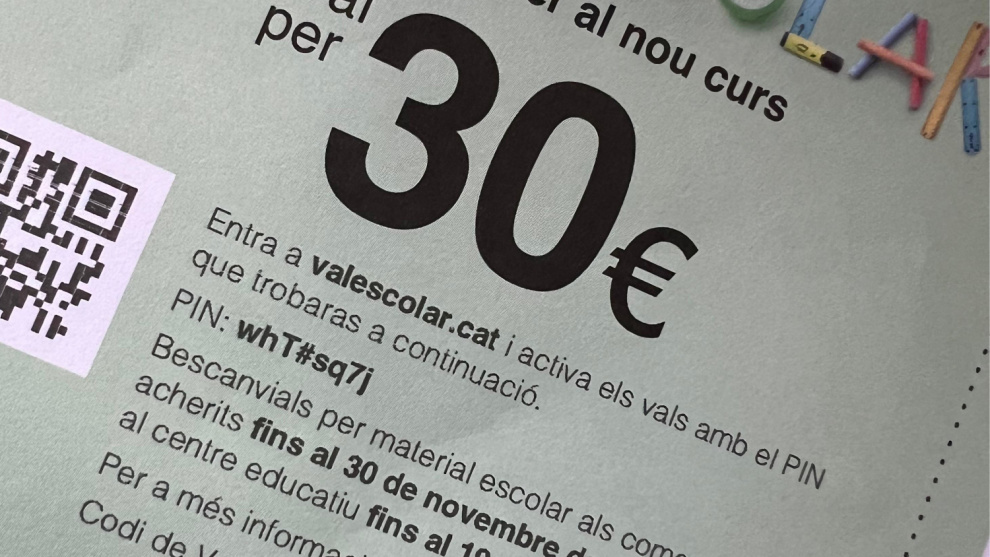 al nou curs
per 30€
Entra a valescolar.cat i activa els vals amb el PIN
que trobaras a continuació.
PIN: whT#sq7j
Bescanvials per material escolar als
acherits fins al 30 de novembre
al centre educatiu fins al
Per a més
Codi de